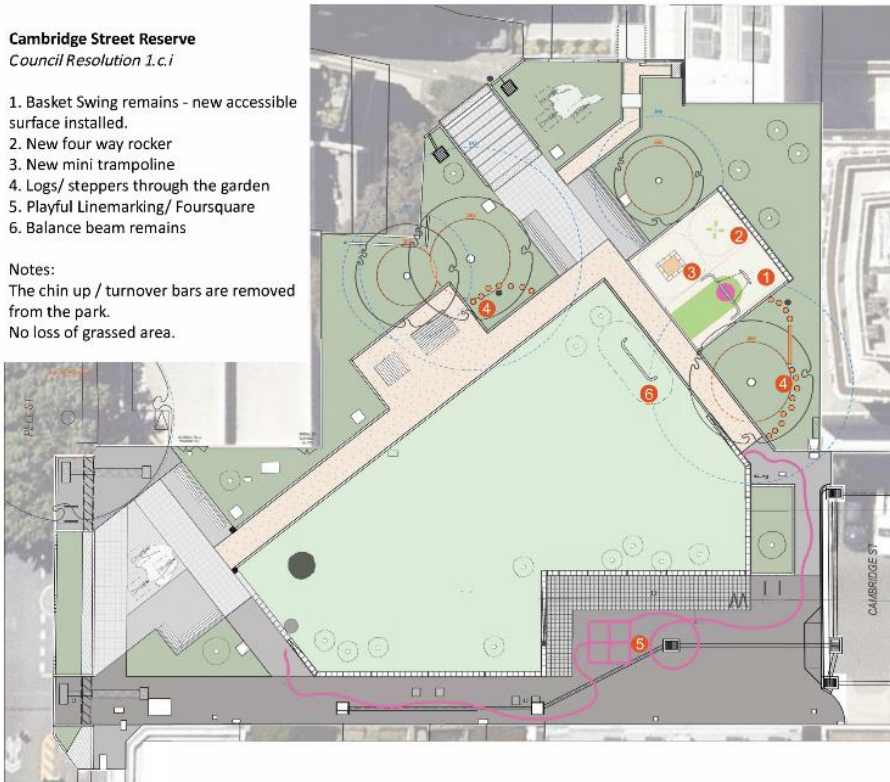 Cambridge Street Reserve
Council Resolution 1.c.i
1. Basket Swing remains - new accessible
surface installed.
2. New four way rocker
3. New mini trampoline
4. Logs/ steppers through the garden
5. Playful Linemarking/ Foursquare
6. Balance beam remains
Notes:
The chin up / turnover bars are removed
from the park.
No loss of grassed area.
2
3
1
4
4
6
PEEL ST
CAMBRIDGE ST
5